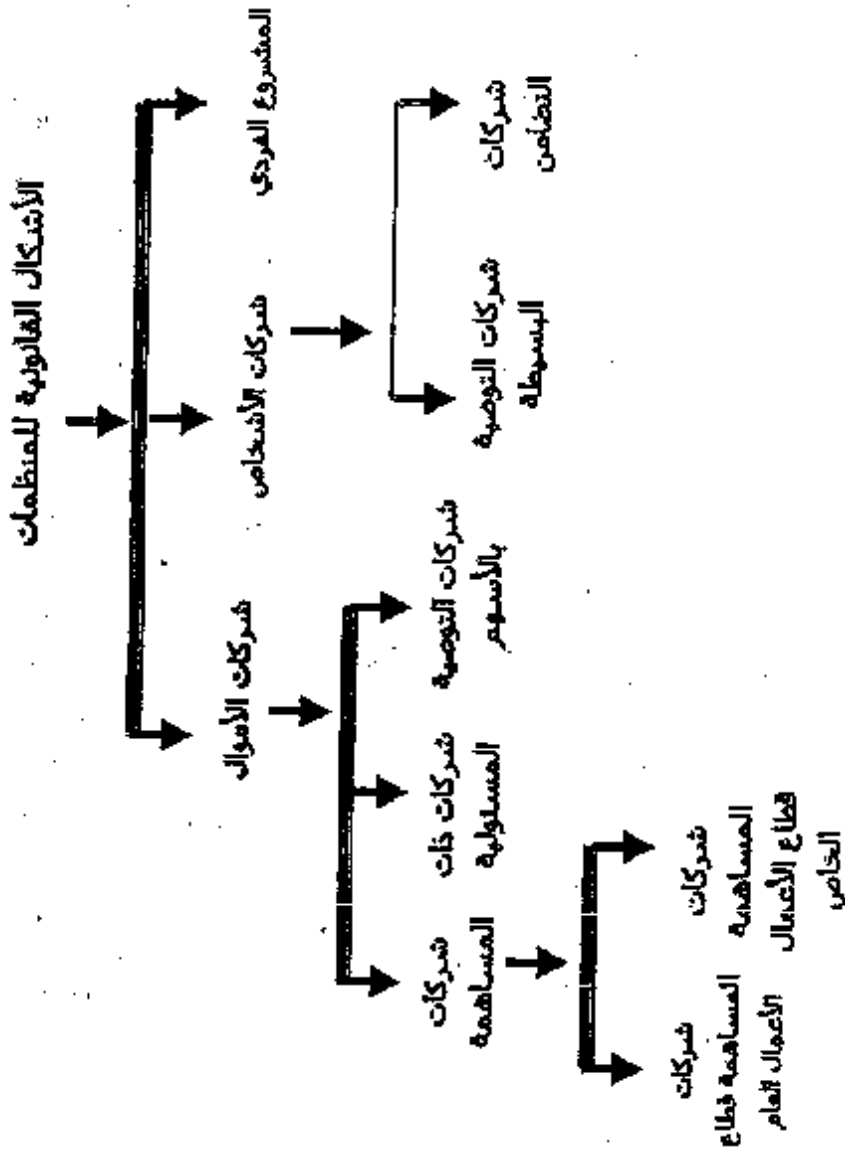 الأشكال القانونية للمنظمات
المشروع الفردي
شركات الأشخاص
شركات الأموال
شركات
التضامن
شركات التوصية
البسيطة
شركات التوصية
بالأسهم
شركات ذات
المسئولية
شركات
المساهمة
شركات
المساهمة
قطاع الأعمال
الخاص
شركات
المساهمة قطاع
الأعمال العام